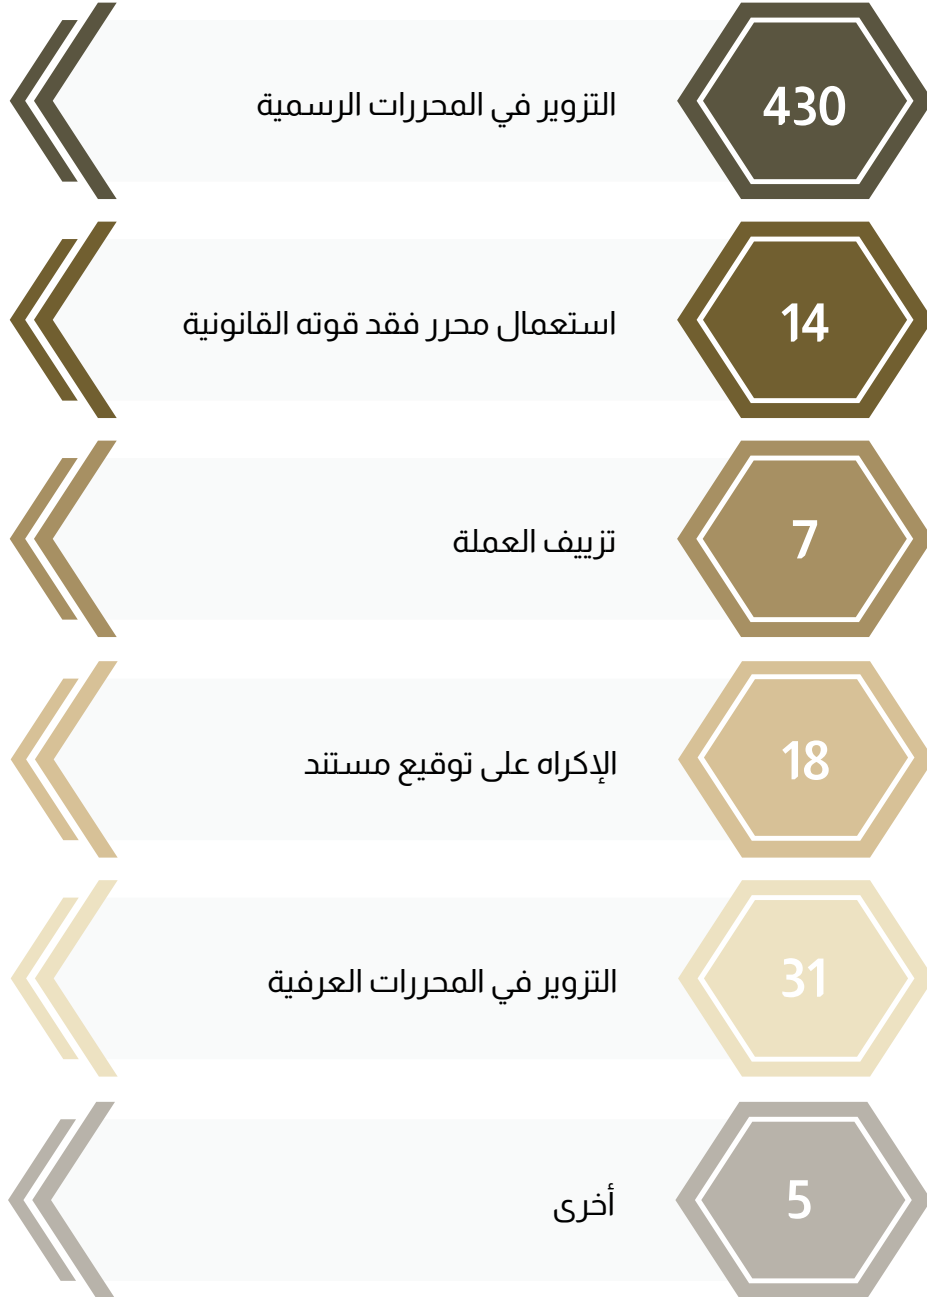 430
التزوير في المحررات الرسمية
14
استعمال محرر فقد قوته القانونية
7
تزييف العملة
18
الإكراه على توقيع مستند
31
التزوير في المحررات العرفية
5
أخرى